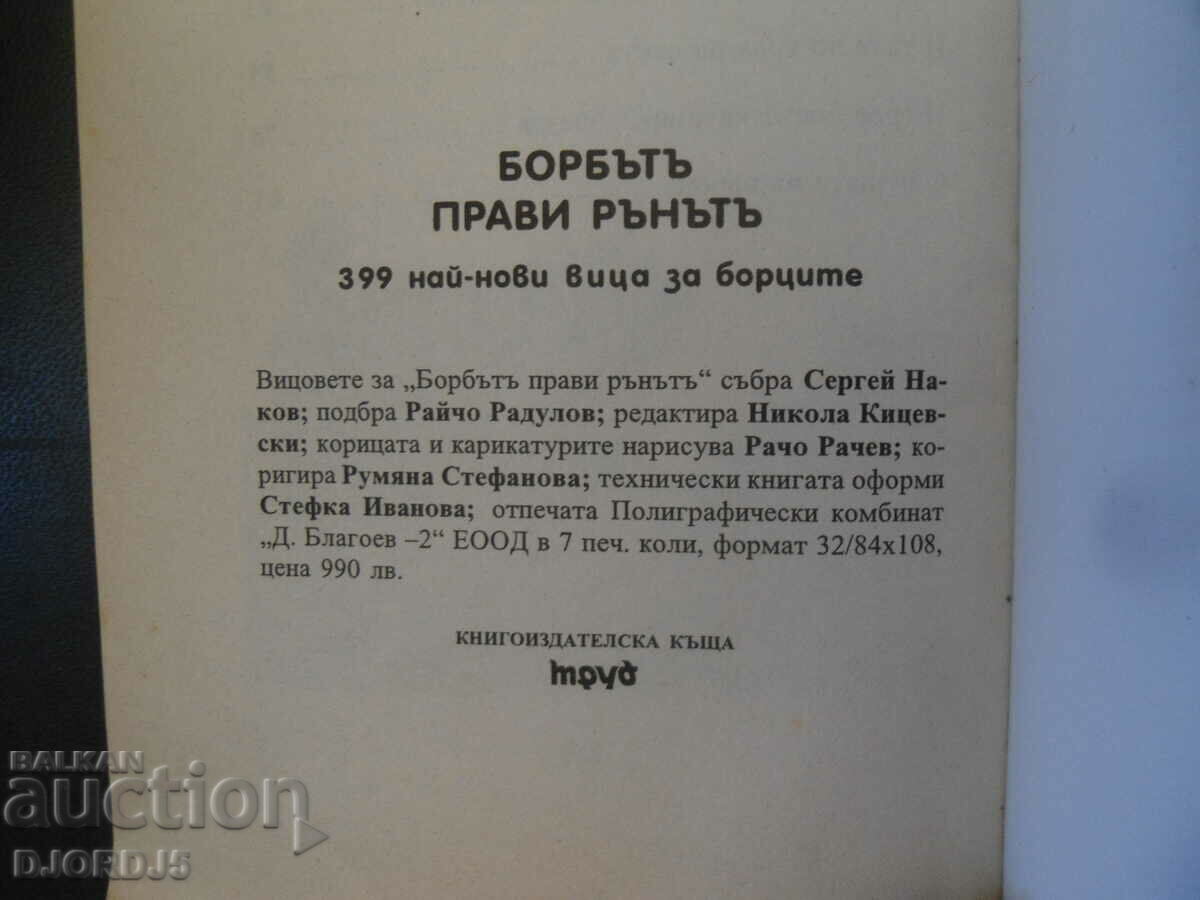 БОРБЪТЪ
ПРАВИ РЪНЪТЪ
399 най-нови вица за борците
Вицовете за „Борбътъ прави рънътъ“ събра Сергей На-
ков; подбра Райчо Радулов; редактира Никола Кицев-
ски; корицата и карикатурите нарисува Рачо Рачев; ко-
ригира Румяна Стефанова; технически книгата оформи
Стефка Иванова; отпечата Полиграфически комбинат
„Д. Благоев –2“ ЕООД в 7 печ. коли, формат 32/84x108,
цена 990 лв.
КНИГОИЗДАТЕЛСКА КЪЩА
труд
BALKAN
auction
DJORDJ5